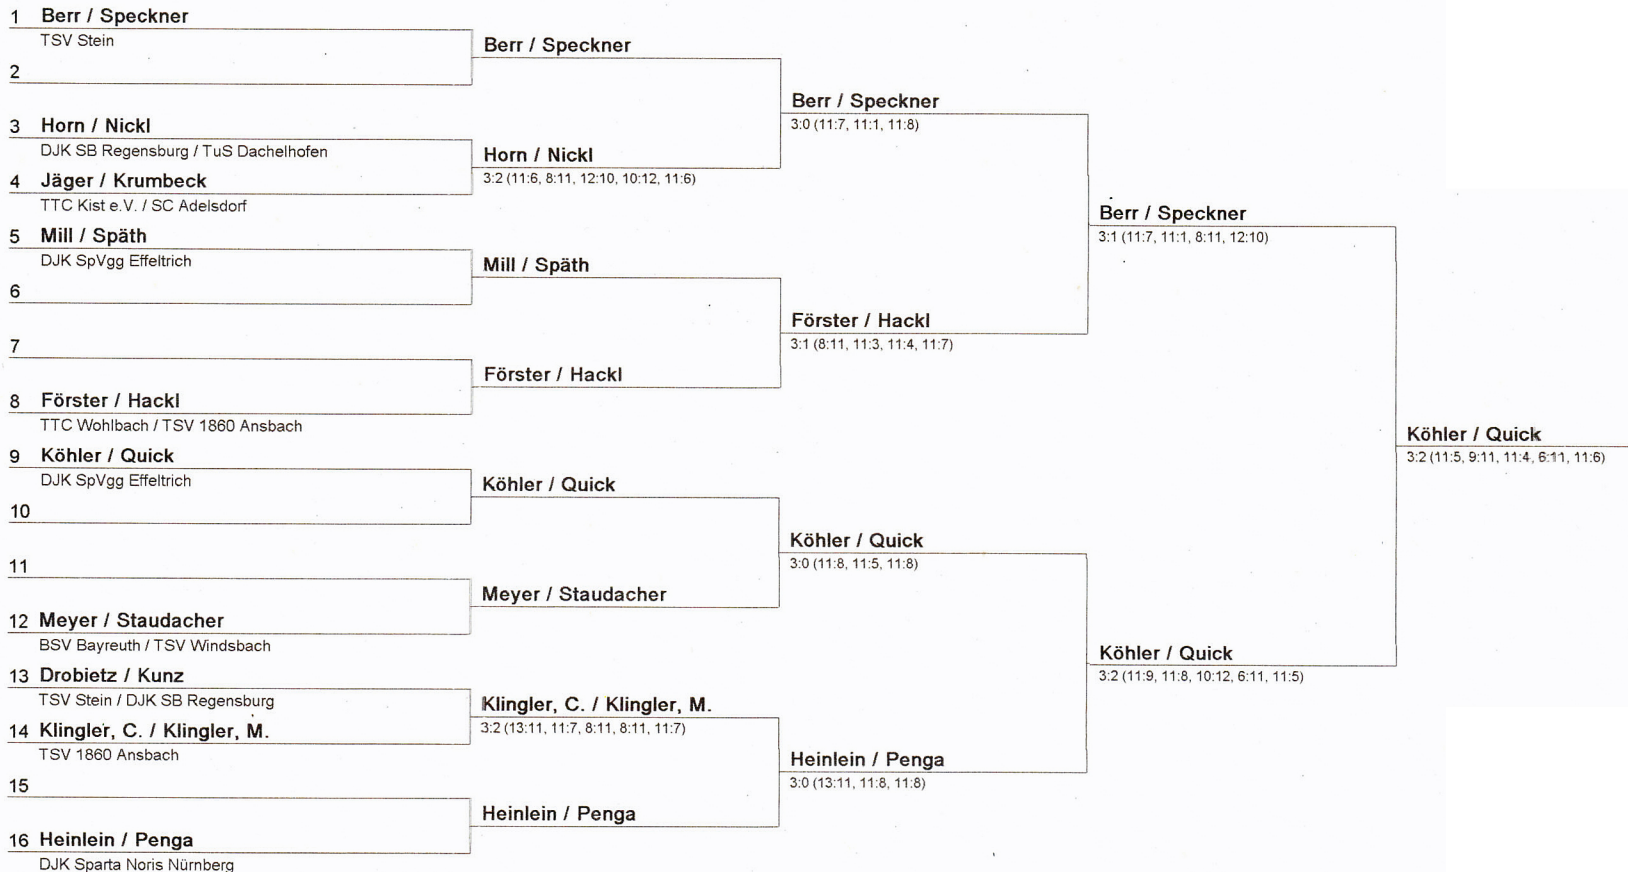 1 Berr / Speckner
TSV Stein
2
3 Horn / Nickl
DJK SB Regensburg / TuS Dachelhofen
4 Jäger / Krumbeck
TTC Kist e.V. / SC Adelsdorf
5 Mill / Späth
DJK SpVgg Effeltrich
6
7
8 Förster / Hackl
TTC Wohlbach / TSV 1860 Ansbach
9 Köhler / Quick
DJK SpVgg Effeltrich
10
11
12 Meyer / Staudacher
BSV Bayreuth / TSV Windsbach
13 Drobietz / Kunz
TSV Stein / DJK SB Regensburg
14 Klingler, C. / Klingler, M.
TSV 1860 Ansbach
15
16 Heinlein / Penga
DJK Sparta Noris Nürnberg
Berr / Speckner
Horn / Nickl
3:2 (11:6, 8:11, 12:10, 10:12, 11:6)
Mill / Späth
Förster / Hackl
Köhler / Quick
Meyer / Staudacher
Klingler, C. / Klingler, M.
3:2 (13:11, 11:7, 8:11, 8:11, 11:7)
Heinlein / Penga
Berr / Speckner
3:0 (11:7, 11:1, 11:8)
Förster / Hackl
3:1 (8:11, 11:3, 11:4, 11:7)
Köhler / Quick
3:0 (11:8, 11:5, 11:8)
Heinlein / Penga
3:0 (13:11, 11:8, 11:8)
Berr / Speckner
3:1 (11:7, 11:1, 8:11, 12:10)
Köhler / Quick
3:2 (11:9, 11:8, 10:12, 6:11, 11:5)
Köhler / Quick
3:2 (11:5, 9:11, 11:4, 6:11, 11:6)